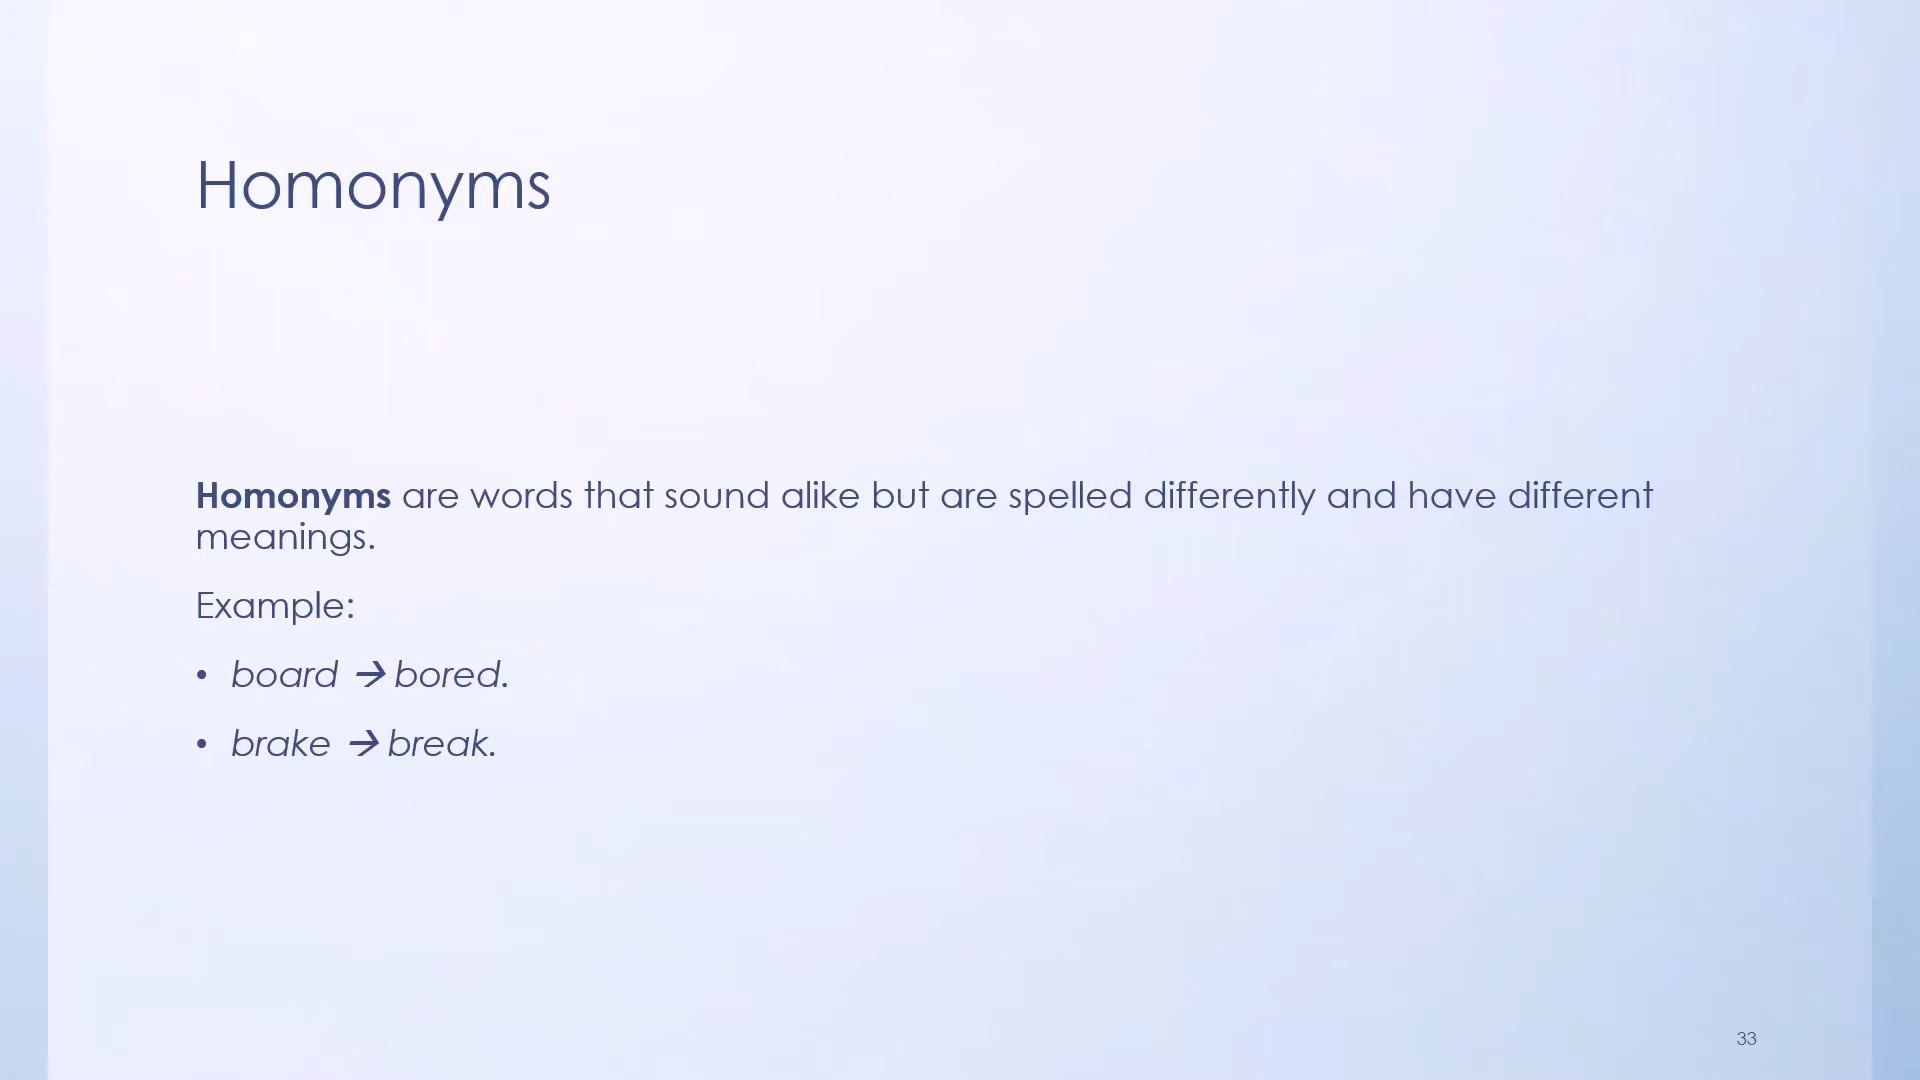 Homonyms
Homonyms are words that sound alike but are spelled differently and have different
meanings.
Example:
• board → bored.
• brake → break.
33